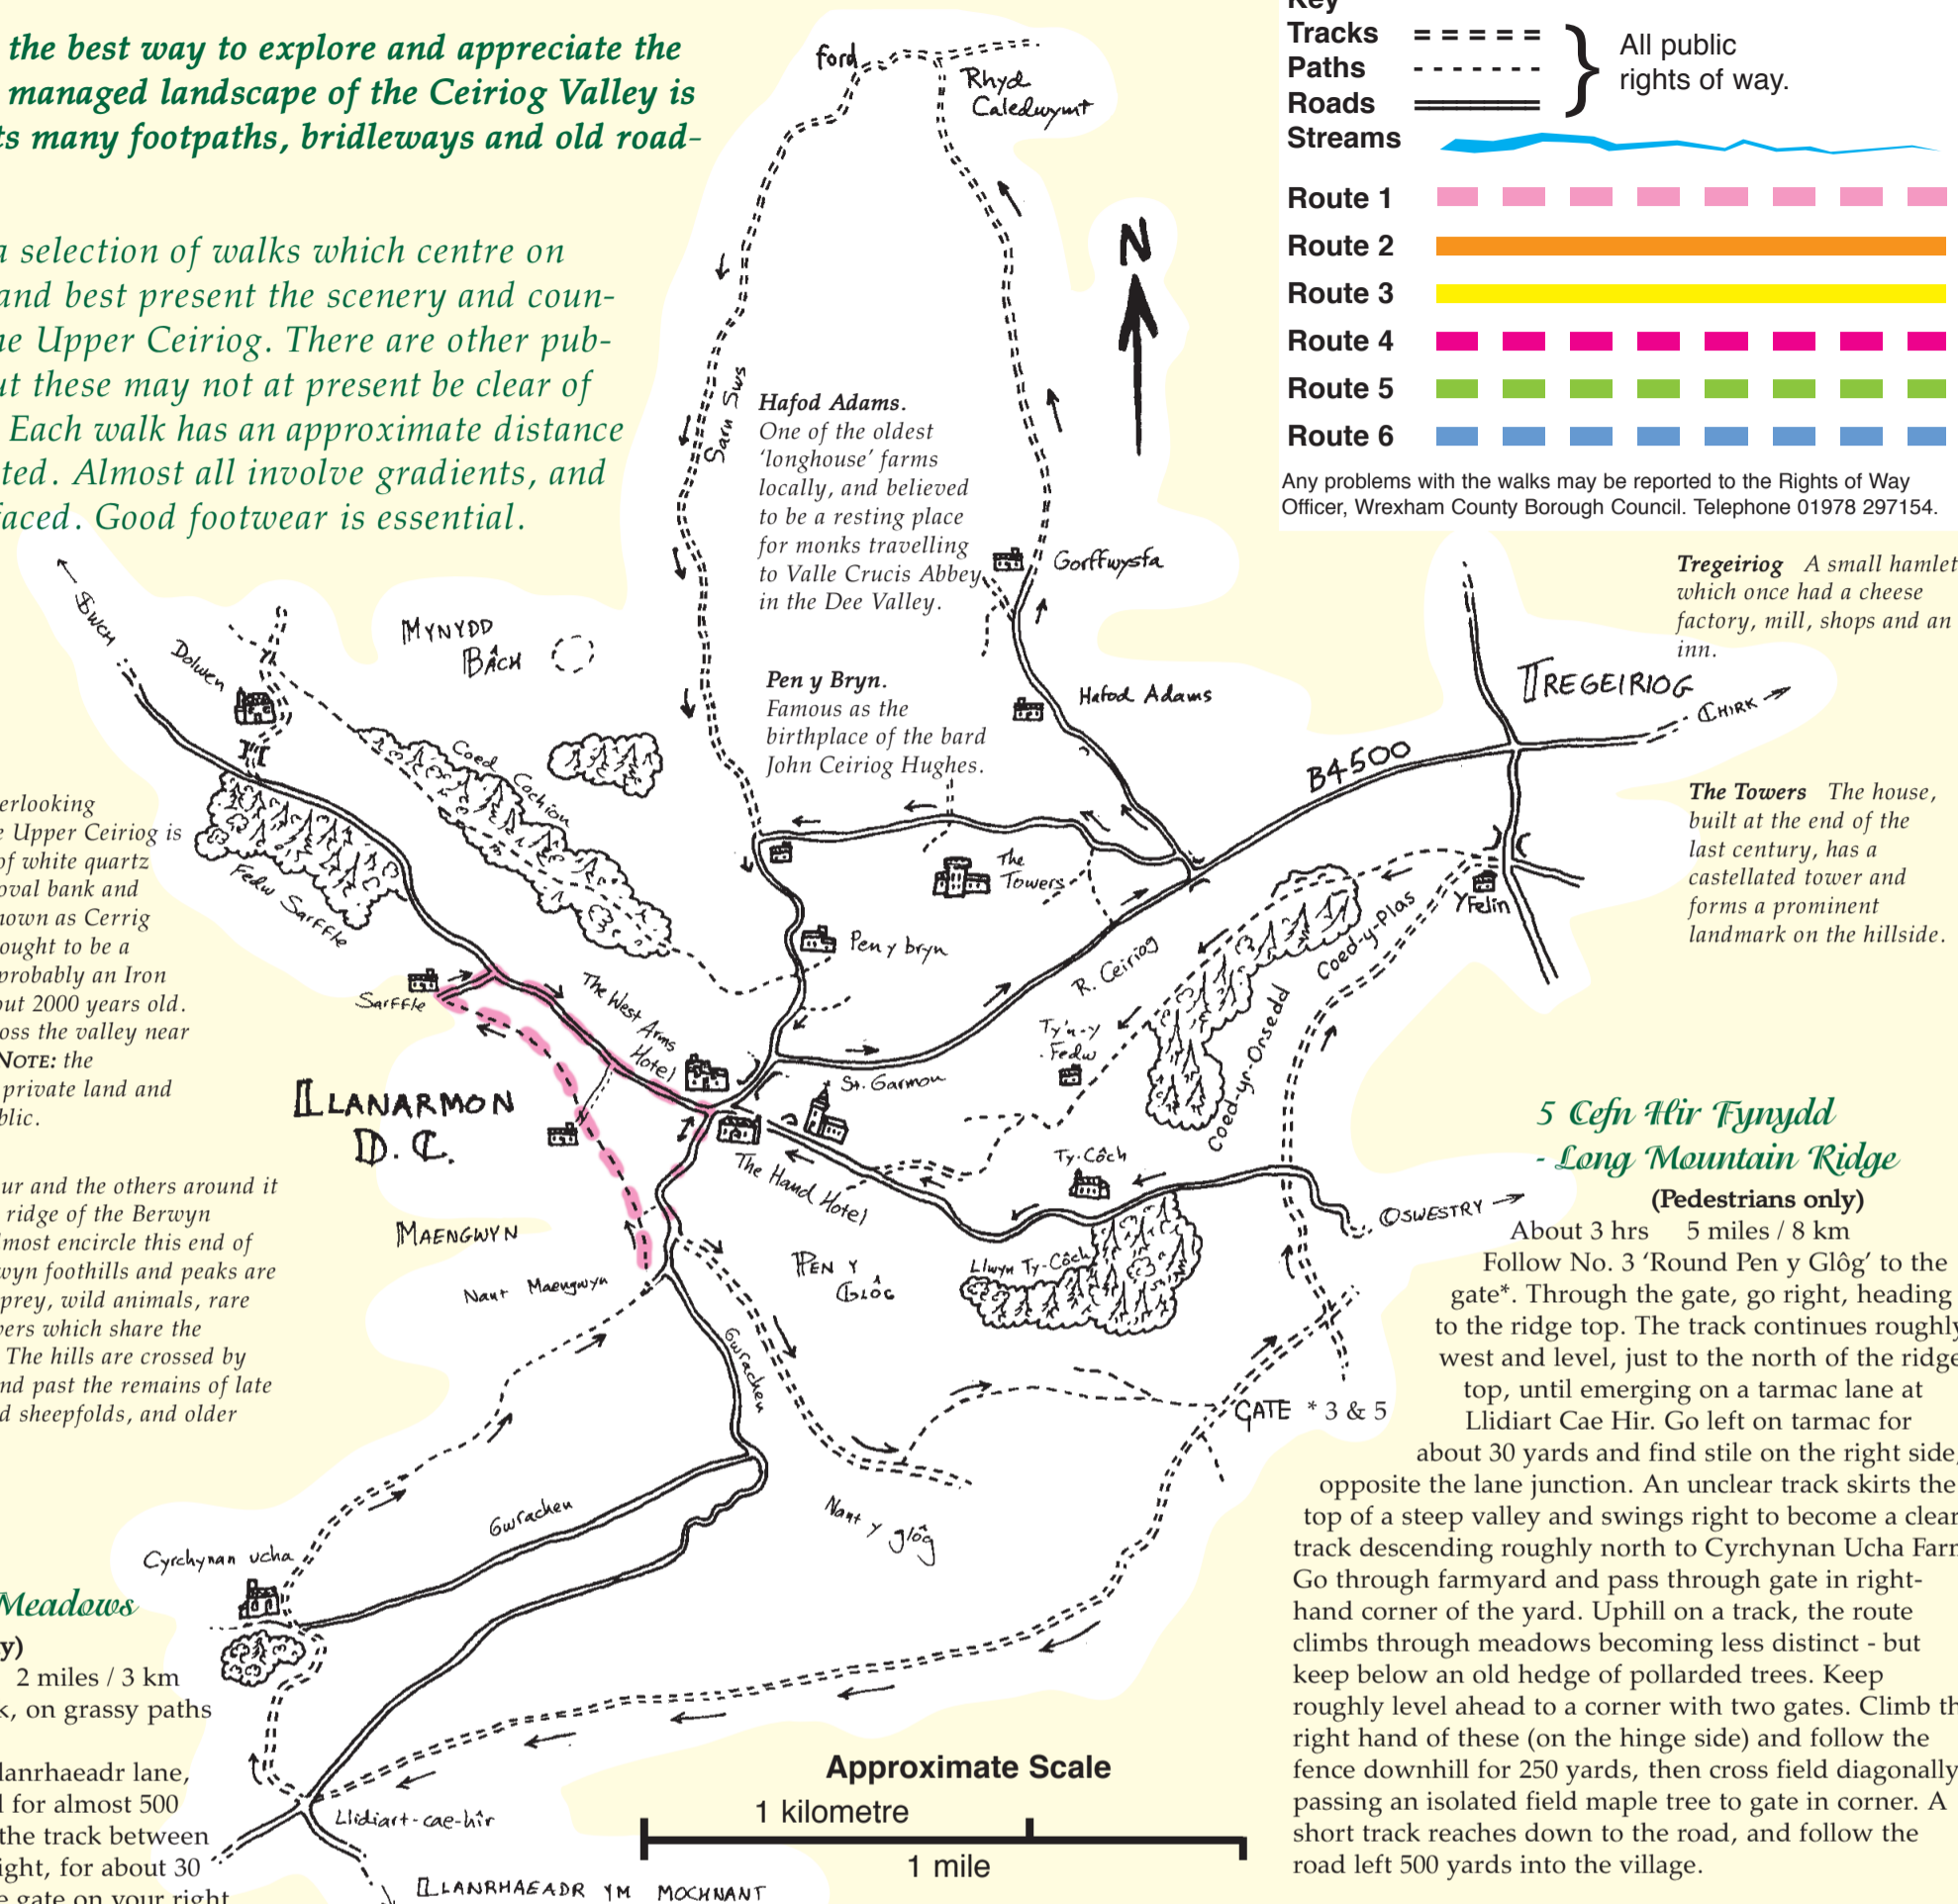 the best way to explore and appreciate the
managed landscape of the Ceiriog Valley is
many footpaths, bridleways and old road-
a selection of walks which centre on
and best present the scenery and coun-
Upper Ceiriog. There are other pub-
these may not at present be clear of
Each walk has an approximate distance
Almost all involve gradients, and
Good footwear is essential.
Key
Tracks
Paths
Roads
All public
rights of way.
Streams
Route 1
Route 2
Route 3
Route 4
Route 5
Route 6
Any problems with the walks may be reported to the Rights of Way
Officer, Wrexham County Borough Council. Telephone 01978 297154.
ford
Rhyd
Caledwynt
N
Sarn Sws
Hafod Adams.
One of the oldest
'longhouse' farms
locally, and believed
to be a resting place
for monks travelling
to Valle Crucis Abbey
in the Dee Valley.
Gorffwysfa
Hafod Adams
Pen y Bryn.
Famous as the
birthplace of the bard
John Ceiriog Hughes.
Tregeiriog A small hamlet
which once had a cheese
factory, mill, shops and an
inn.
TREGEIRIOG
CHIRK
B4500
The Towers The house,
built at the end of the
last century, has a
castellated tower and
forms a prominent
landmark on the hillside.
SWCH
Dolwen
MYNYDD
BÂCH
Coed Cochion
Fedw Sarffle
Sarffle
The West Arms
Hotel
The
Towers
Pen y bryn
R. Ceiriog
Y Felin
Coed-y-Plas
Coed-yr-Orsedd
Ty'n-y
Fedw
St. Garmon
LLANARMON
D.C.
The Hand Hotel
Ty-Côch
OSWESTRY
MAENGWYN
Nant Maengwyn
PEN Y
GLÔG
Llwyn Ty-Côch
Gwrachen
GATE * 3 & 5
Nant y glôg
Gwrachen
Cyrchynan ucha
Llidiart-cae-hîr
LLANRHAEADR YM MOCHNANT
Approximate Scale
1 kilometre
1 mile
overlooking
Upper Ceiriog is
of white quartz
oval bank and
known as Cerrig
thought to be a
probably an Iron
2000 years old.
across the valley near
NOTE: the
private land and
and the others around it
ridge of the Berwyn
almost encircle this end of
foothills and peaks are
prey, wild animals, rare
which share the
The hills are crossed by
and past the remains of late
sheepfolds, and older
Meadows
2 miles / 3 km
on grassy paths
lane,
for almost 500
the track between
for about 30
gate on your right
5 Cefn Hir Fynydd
- Long Mountain Ridge
(Pedestrians only)
About 3 hrs 5 miles / 8 km
Follow No. 3 'Round Pen y Glôg' to the
gate*. Through the gate, go right, heading
to the ridge top. The track continues roughly
west and level, just to the north of the ridge
top, until emerging on a tarmac lane at
Llidiart Cae Hir. Go left on tarmac for
about 30 yards and find stile on the right side,
opposite the lane junction. An unclear track skirts the
top of a steep valley and swings right to become a clear
track descending roughly north to Cyrchynan Ucha Farm
Go through farmyard and pass through gate in right-
hand corner of the yard. Uphill on a track, the route
climbs through meadows becoming less distinct - but
keep below an old hedge of pollarded trees. Keep
roughly level ahead to a corner with two gates. Climb the
right hand of these (on the hinge side) and follow the
fence downhill for 250 yards, then cross field diagonally
passing an isolated field maple tree to gate in corner. A
short track reaches down to the road, and follow the
road left 500 yards into the village.